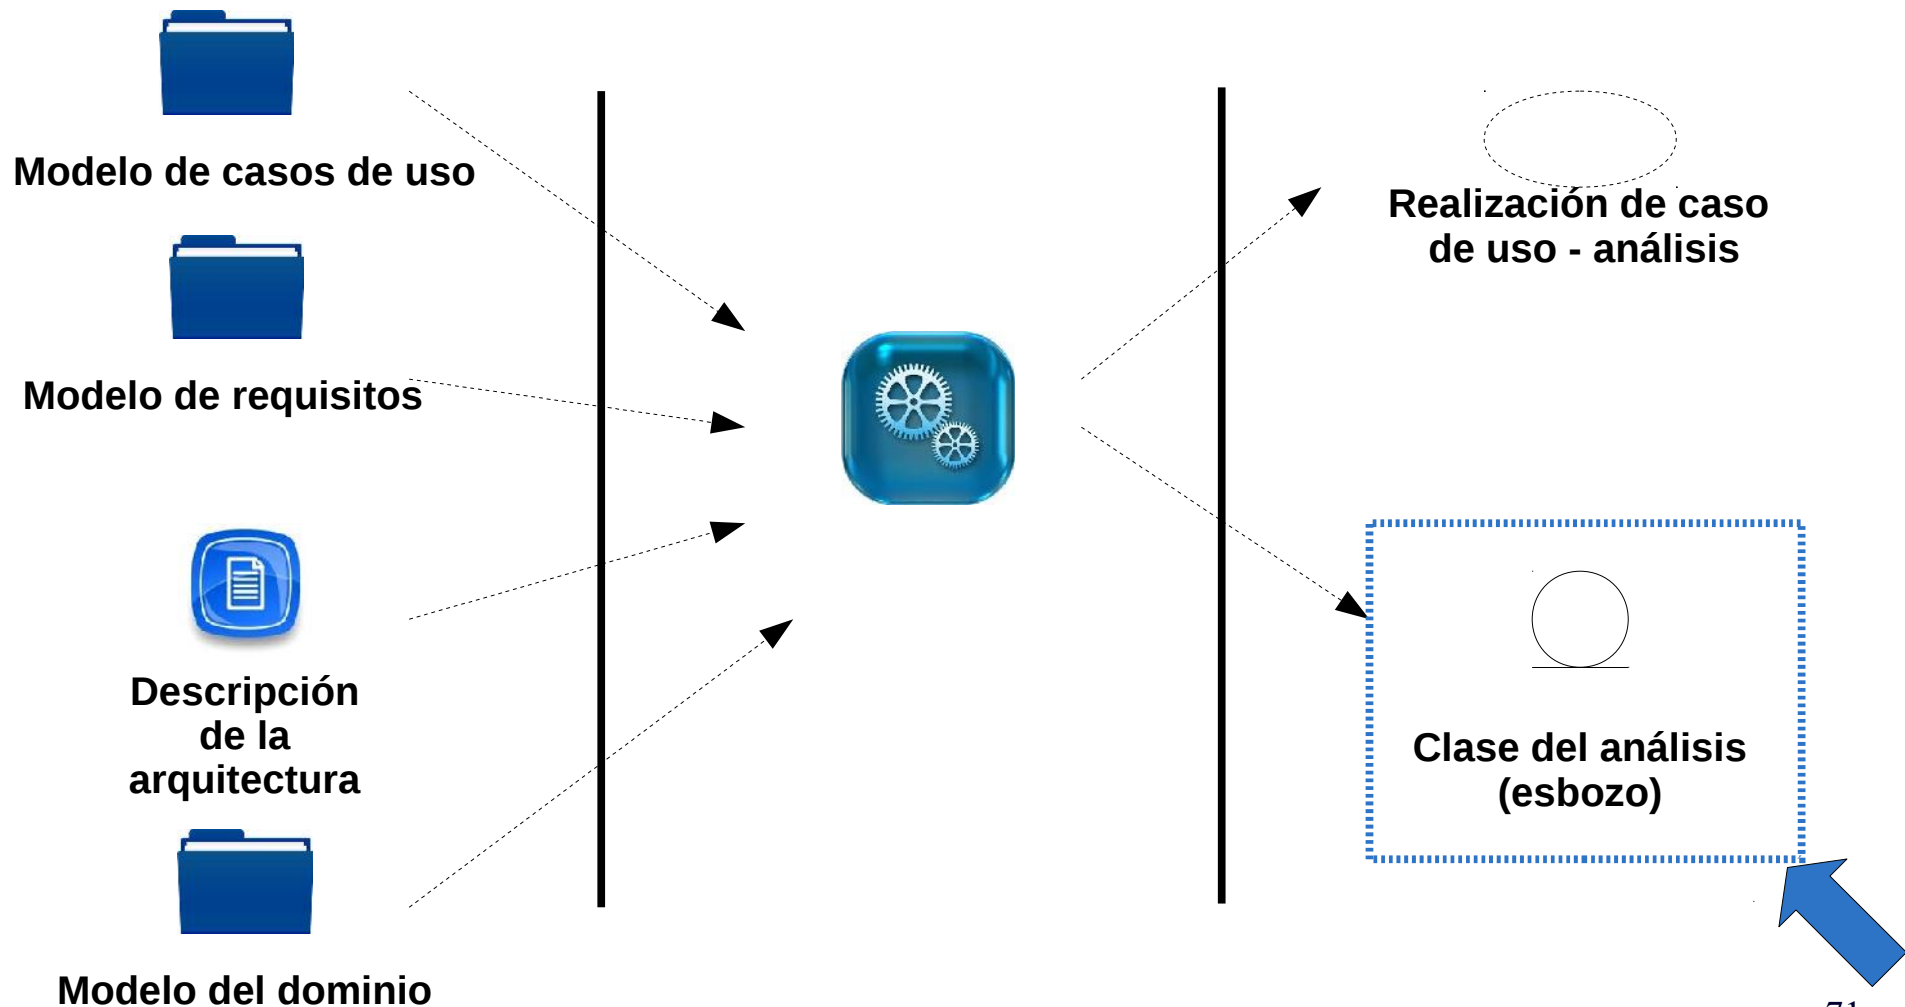 Modelo de casos de uso
Modelo de requisitos
Descripción
de la
arquitectura
Modelo del dominio
Realización de caso
de uso - análisis
Clase del análisis
(esbozo)
71